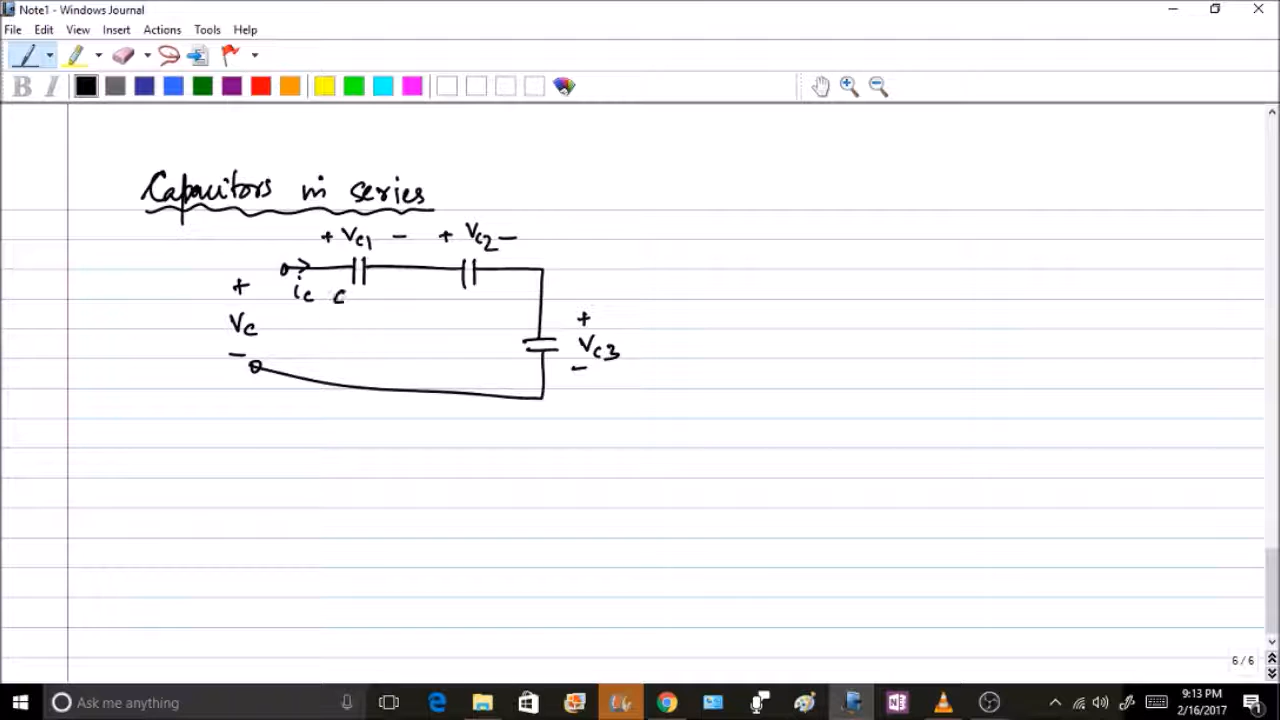 Note1 - Windows Journal
File Edit View Insert Actions Tools Help
B I
Capacitors in series
+ Vc1 - + Vc2 -
+ ic c
Vc
-
+
Vc3
-
6 / 6
Ask me anything
9:13 PM
2/16/2017